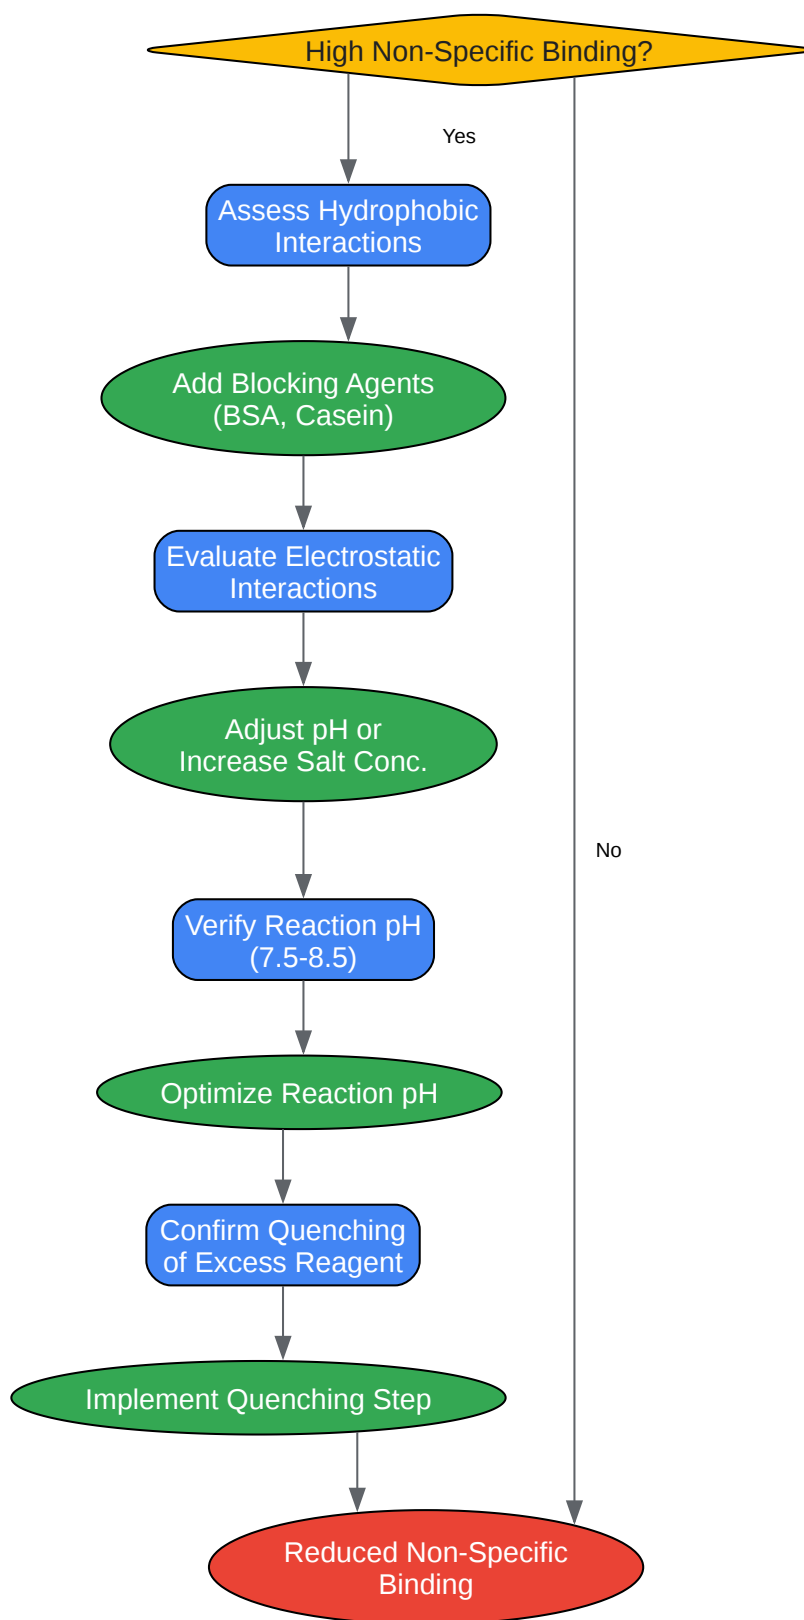 High Non-Specific Binding?
Yes
Assess Hydrophobic
Interactions
Add Blocking Agents
(BSA, Casein)
Evaluate Electrostatic
Interactions
Adjust pH or
Increase Salt Conc.
No
Verify Reaction pH
(7.5-8.5)
Optimize Reaction pH
Confirm Quenching
of Excess Reagent
Implement Quenching Step
Reduced Non-Specific
Binding